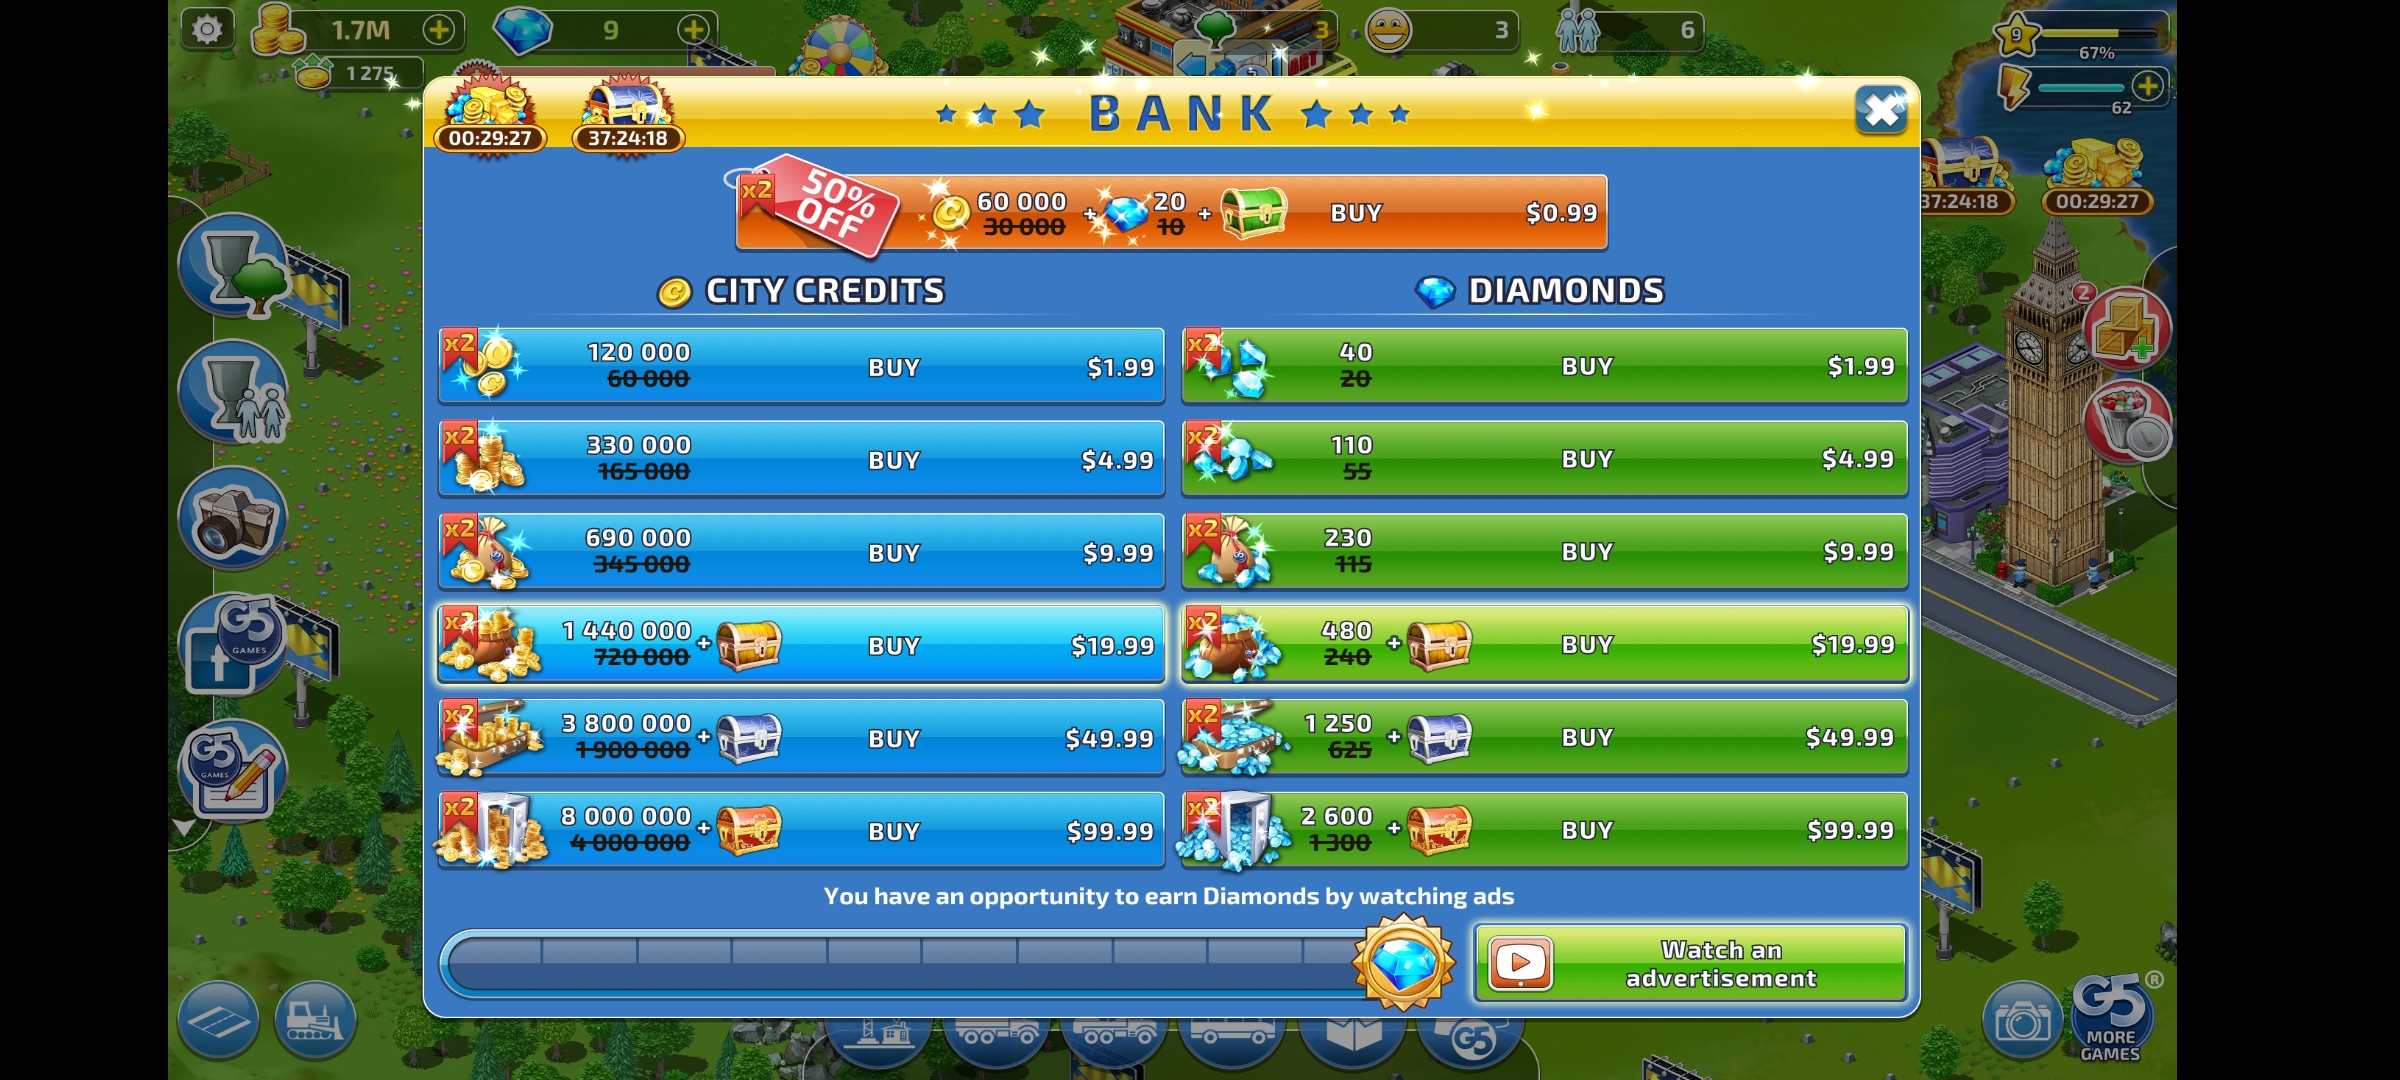 1.7M
9
3
3
6
9
67%
1 275
62
00:29:27
37:24:18
BANK
37:24:18
00:29:27
x2
50% OFF
60 000
30 000
+
20
10
+
BUY
$0.99
CITY CREDITS
DIAMONDS
x2
120 000
60 000
BUY
$1.99
x2
40
20
BUY
$1.99
x2
330 000
165 000
BUY
$4.99
x2
110
55
BUY
$4.99
x2
690 000
345 000
BUY
$9.99
x2
230
115
BUY
$9.99
x2
1 440 000
720 000
+
BUY
$19.99
x2
480
240
+
BUY
$19.99
x2
3 800 000
1 900 000
+
BUY
$49.99
x2
1 250
625
+
BUY
$49.99
x2
8 000 000
4 000 000
+
BUY
$99.99
x2
2 600
1 300
+
BUY
$99.99
You have an opportunity to earn Diamonds by watching ads
Watch an
advertisement
2
G5
GAMES
f
G5
GAMES
G5
G5 ®
MORE
GAMES